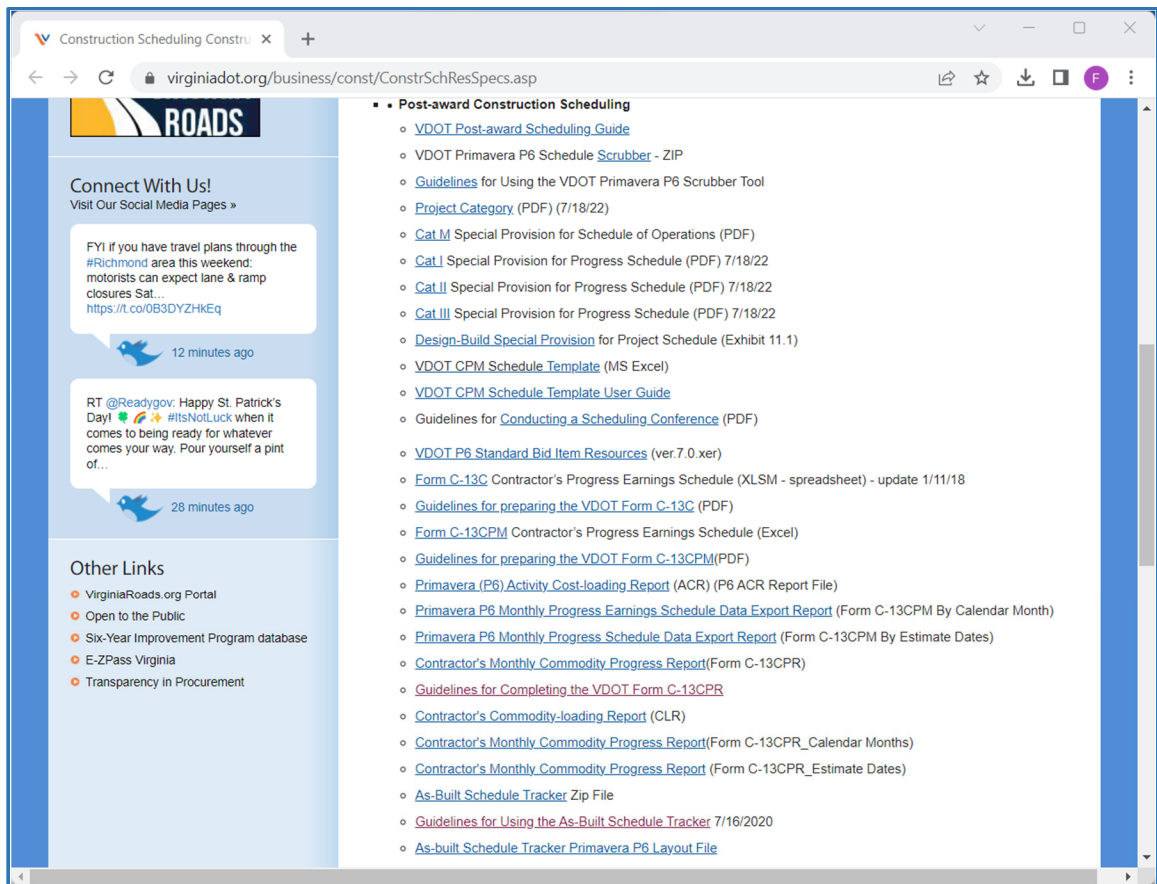 Construction Scheduling Constru
virginiadot.org/business/const/ConstrSchResSpecs.asp
F
ROADS
Connect With Us!
Visit Our Social Media Pages »
FYI if you have travel plans through the
#Richmond area this weekend:
motorists can expect lane & ramp
closures Sat…
https://t.co/0B3DYZHkEq
12 minutes ago
RT @Readygov: Happy St. Patrick's
Day! 🍀 🌈 ✨ #ItsNotLuck when it
comes to being ready for whatever
comes your way. Pour yourself a pint
of…
28 minutes ago
Other Links
VirginiaRoads.org Portal
Open to the Public
Six-Year Improvement Program database
E-ZPass Virginia
Transparency in Procurement
Post-award Construction Scheduling
VDOT Post-award Scheduling Guide
VDOT Primavera P6 Schedule Scrubber - ZIP
Guidelines for Using the VDOT Primavera P6 Scrubber Tool
Project Category (PDF) (7/18/22)
Cat M Special Provision for Schedule of Operations (PDF)
Cat I Special Provision for Progress Schedule (PDF) 7/18/22
Cat II Special Provision for Progress Schedule (PDF) 7/18/22
Cat III Special Provision for Progress Schedule (PDF) 7/18/22
Design-Build Special Provision for Project Schedule (Exhibit 11.1)
VDOT CPM Schedule Template (MS Excel)
VDOT CPM Schedule Template User Guide
Guidelines for Conducting a Scheduling Conference (PDF)
VDOT P6 Standard Bid Item Resources (ver.7.0.xer)
Form C-13C Contractor's Progress Earnings Schedule (XLSM - spreadsheet) - update 1/11/18
Guidelines for preparing the VDOT Form C-13C (PDF)
Form C-13CPM Contractor's Progress Earnings Schedule (Excel)
Guidelines for preparing the VDOT Form C-13CPM(PDF)
Primavera (P6) Activity Cost-loading Report (ACR) (P6 ACR Report File)
Primavera P6 Monthly Progress Earnings Schedule Data Export Report (Form C-13CPM By Calendar Month)
Primavera P6 Monthly Progress Schedule Data Export Report (Form C-13CPM By Estimate Dates)
Contractor's Monthly Commodity Progress Report(Form C-13CPR)
Guidelines for Completing the VDOT Form C-13CPR
Contractor's Commodity-loading Report (CLR)
Contractor's Monthly Commodity Progress Report(Form C-13CPR_Calendar Months)
Contractor's Monthly Commodity Progress Report (Form C-13CPR_Estimate Dates)
As-Built Schedule Tracker Zip File
Guidelines for Using the As-Built Schedule Tracker 7/16/2020
As-built Schedule Tracker Primavera P6 Layout File